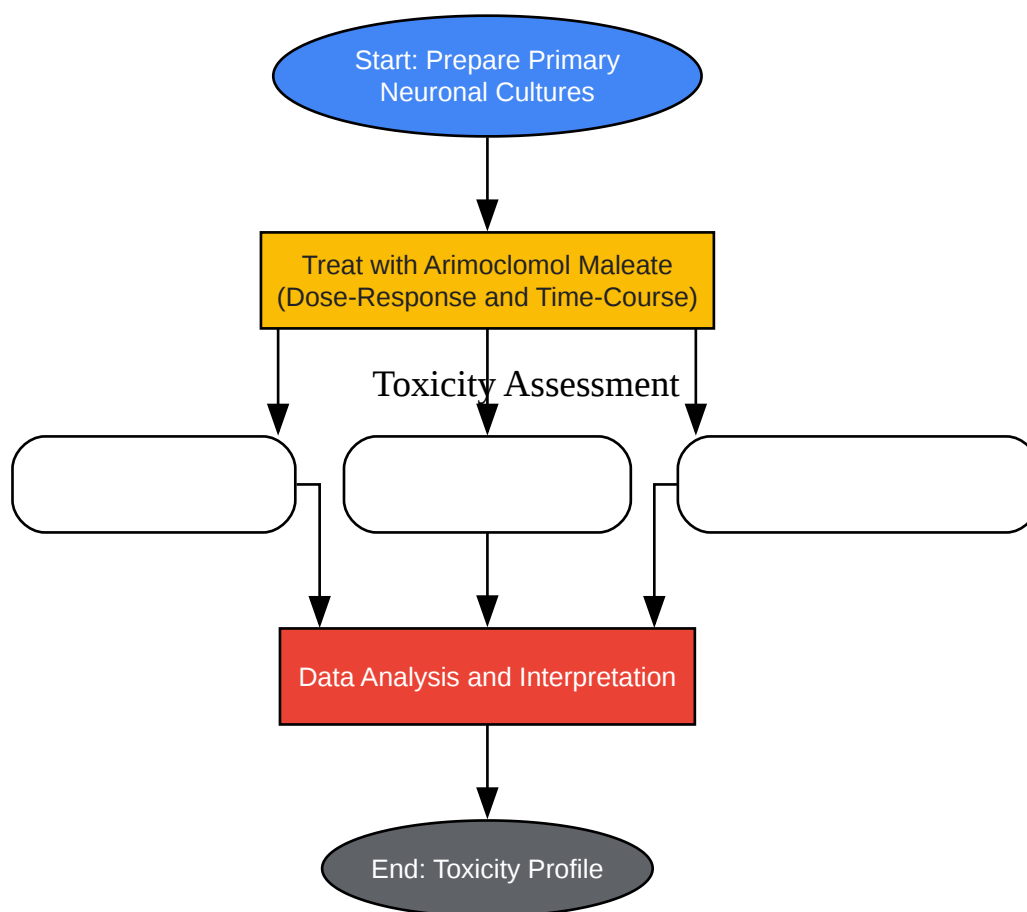 Start: Prepare Primary
Neuronal Cultures
Treat with Arimoclomol Maleate
(Dose-Response and Time-Course)
Toxicity Assessment
Data Analysis and Interpretation
End: Toxicity Profile